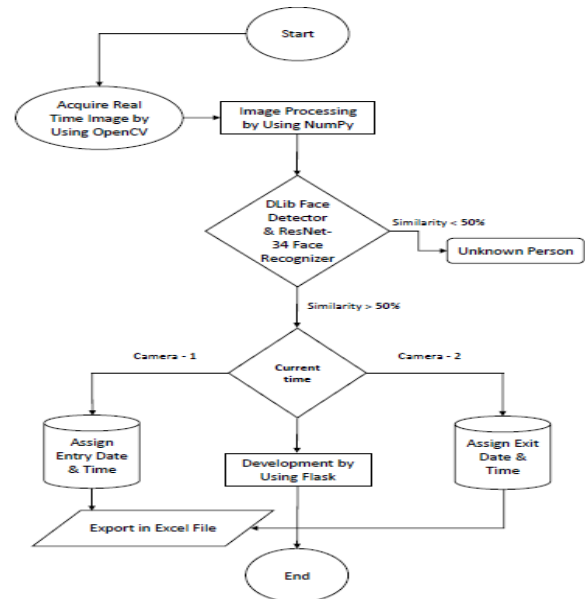 Start
Acquire Real
Time Image by
Using OpenCV
Image Processing
by Using NumPy
DLib Face
Detector
& ResNet-
34 Face
Recognizer
Similarity < 50%
Unknown Person
Similarity > 50%
Camera - 1
Current
time
Camera - 2
Assign
Entry Date
& Time
Development by
Using Flask
Assign Exit
Date &
Time
Export in Excel File
End